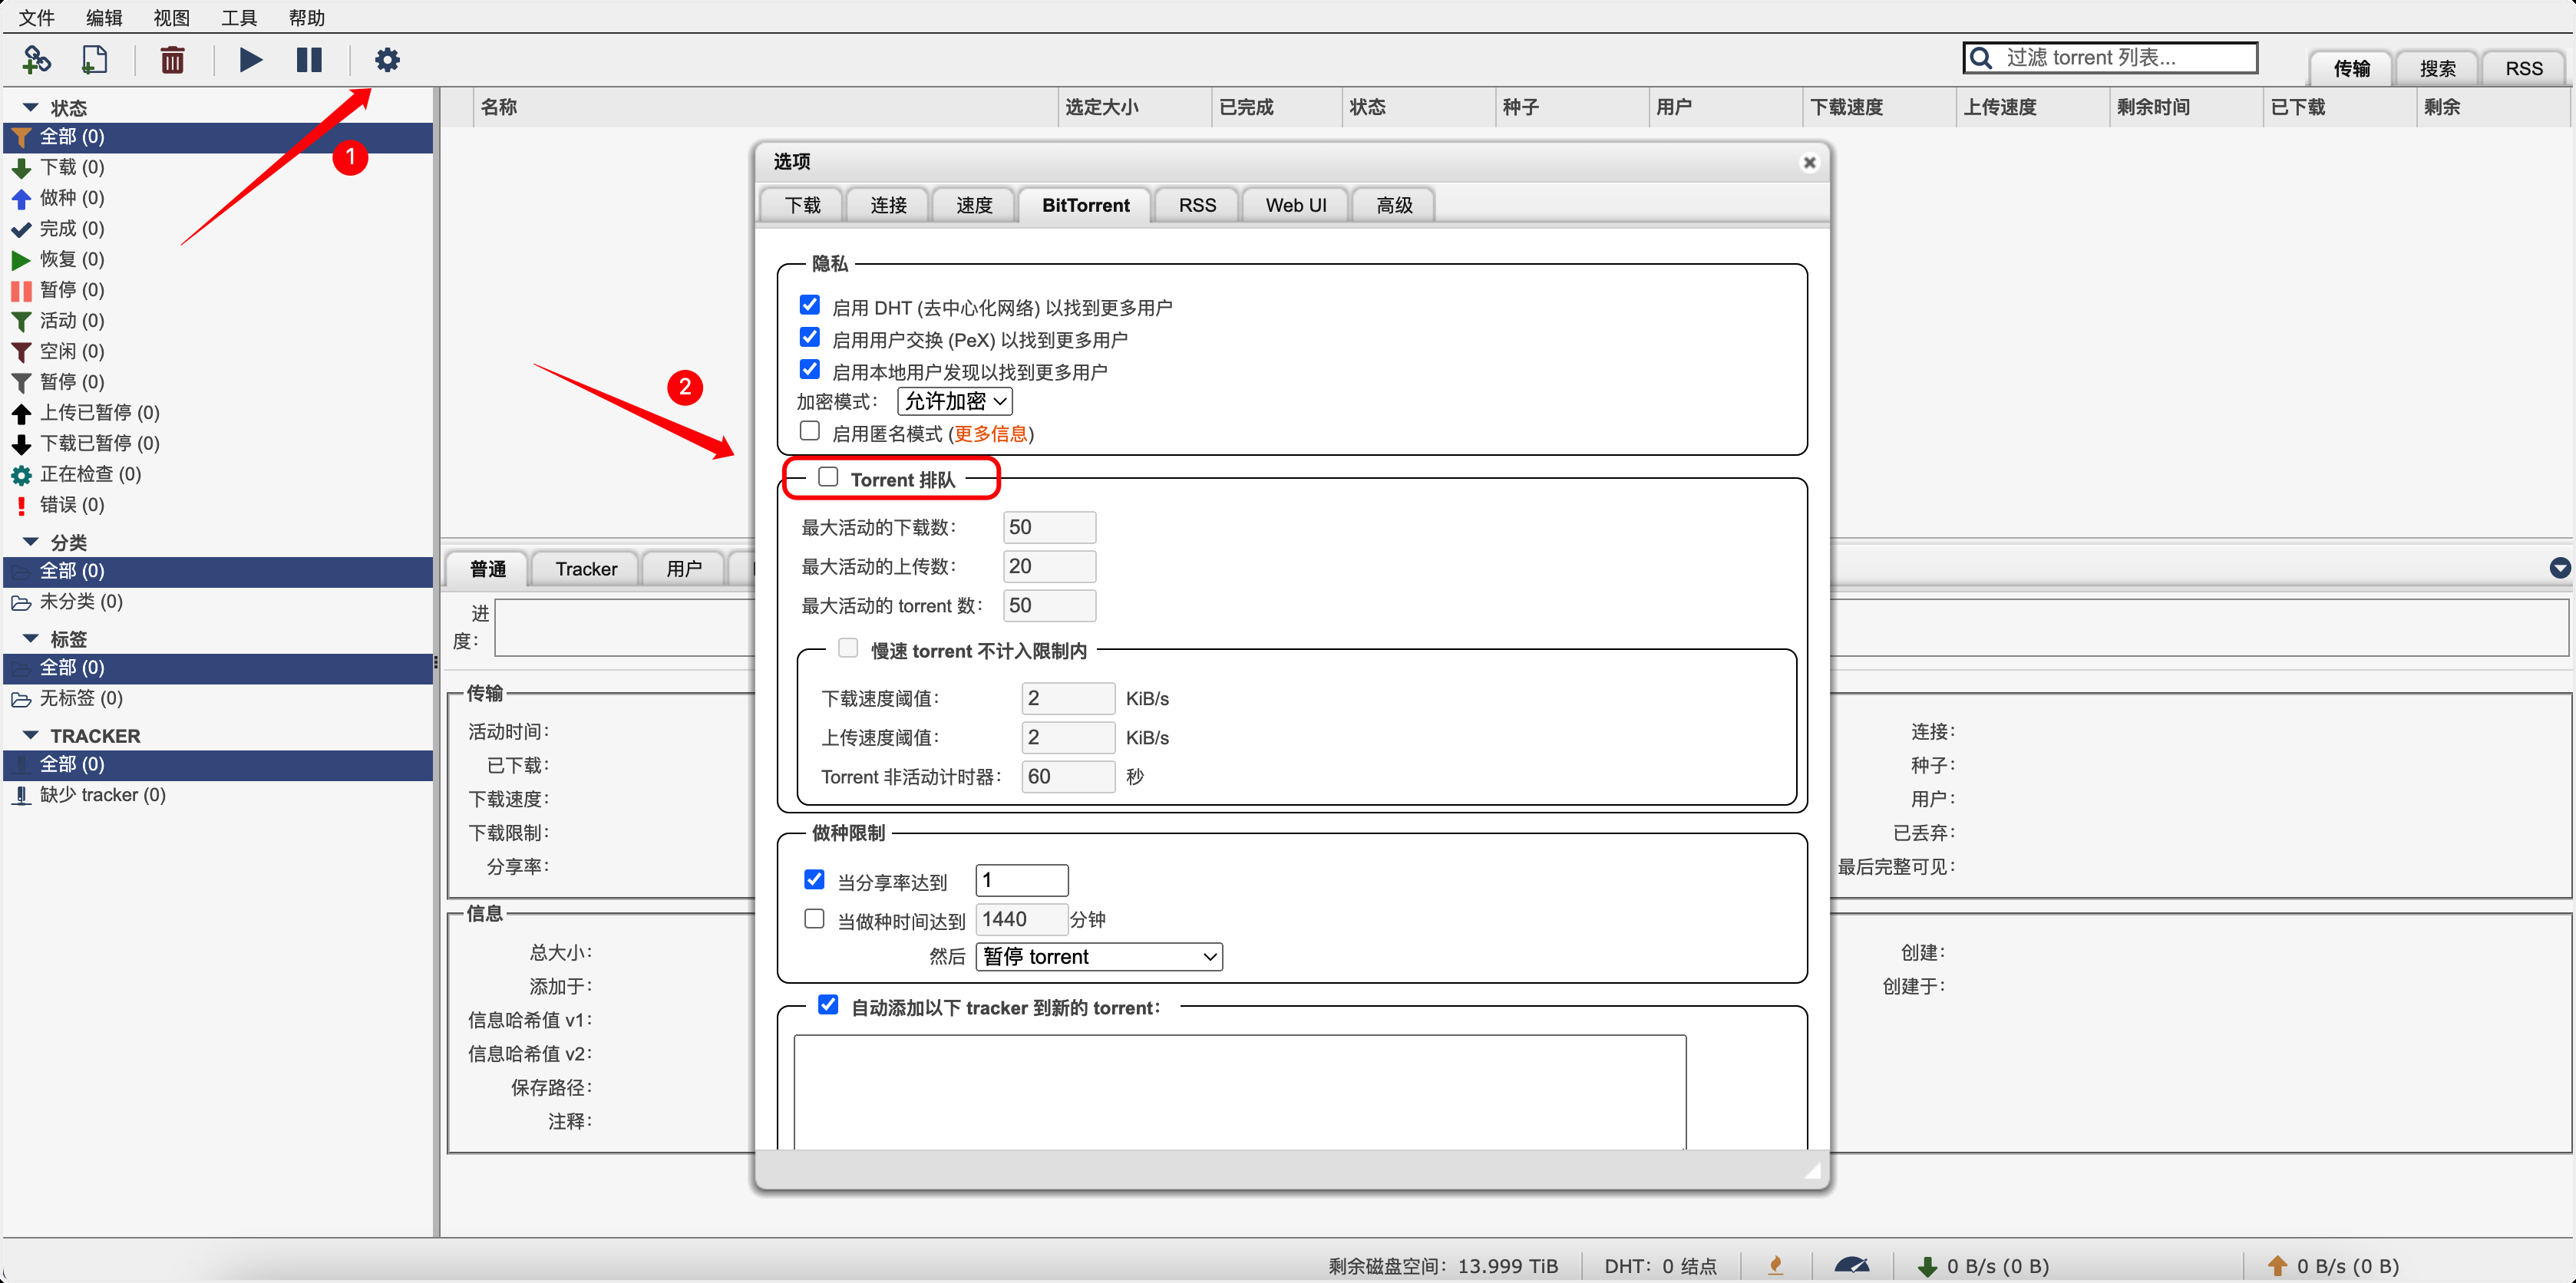 文件 编辑 视图 工具 帮助
过滤 torrent 列表...
传输 搜索 RSS
状态
全部 (0)
下载 (0)
做种 (0)
完成 (0)
恢复 (0)
暂停 (0)
活动 (0)
空闲 (0)
暂停 (0)
上传已暂停 (0)
下载已暂停 (0)
正在检查 (0)
错误 (0)
分类
全部 (0)
未分类 (0)
标签
全部 (0)
无标签 (0)
TRACKER
全部 (0)
缺少 tracker (0)
1
2
名称 选定大小 已完成 状态 种子 用户 下载速度 上传速度 剩余时间 已下载 剩余
选项
下载 连接 速度 BitTorrent RSS Web UI 高级
隐私
启用 DHT (去中心化网络) 以找到更多用户
启用用户交换 (PeX) 以找到更多用户
启用本地用户发现以找到更多用户
加密模式： 允许加密
启用匿名模式 (更多信息)
Torrent 排队
最大活动的下载数： 50
最大活动的上传数： 20
最大活动的 torrent 数： 50
慢速 torrent 不计入限制内
下载速度阈值： 2 KiB/s
上传速度阈值： 2 KiB/s
Torrent 非活动计时器： 60 秒
做种限制
当分享率达到 1
当做种时间达到 1440 分钟
然后 暂停 torrent
自动添加以下 tracker 到新的 torrent：
普通 Tracker 用户
进
度：
传输
活动时间：
已下载：
下载速度：
下载限制：
分享率：
连接：
种子：
用户：
已丢弃：
最后完整可见：
信息
总大小：
添加于：
信息哈希值 v1：
信息哈希值 v2：
保存路径：
注释：
创建：
创建于：
剩余磁盘空间：13.999 TiB DHT：0 结点 0 B/s (0 B) 0 B/s (0 B)